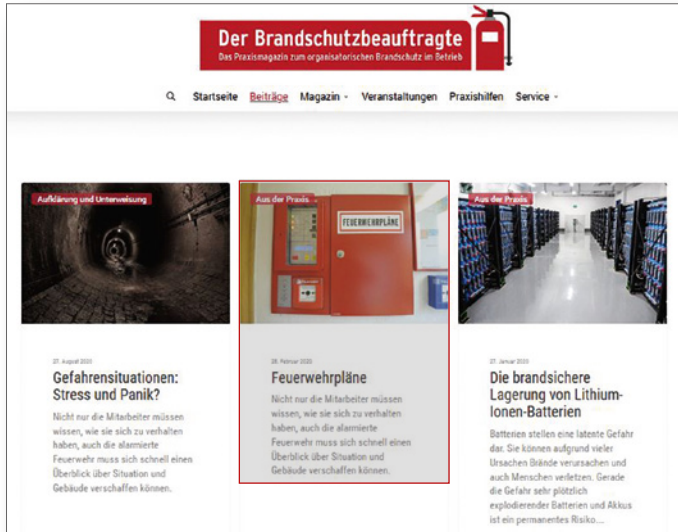 Der Brandschutzbeauftragte
Das Praxismagazin zum organisatorischen Brandschutz im Betrieb
Startseite Beiträge Magazin Veranstaltungen Praxishilfen Service
Aufklärung und Unterweisung
27. August 2020
Gefahrensituationen:
Stress und Panik?
Nicht nur die Mitarbeiter müssen
wissen, wie sie sich zu verhalten
haben, auch die alarmierte
Feuerwehr muss sich schnell einen
Überblick über Situation und
Gebäude verschaffen können.
Aus der Praxis
FEUERWEHRPLÄNE
28. Februar 2020
Feuerwehrpläne
Nicht nur die Mitarbeiter müssen
wissen, wie sie sich zu verhalten
haben, auch die alarmierte
Feuerwehr muss sich schnell einen
Überblick über Situation und
Gebäude verschaffen können.
Aus der Praxis
27. Januar 2020
Die brandsichere
Lagerung von Lithium-
Ionen-Batterien
Batterien stellen eine latente Gefahr
dar. Sie können aufgrund vieler
Ursachen Brände verursachen und
auch Menschen verletzen. Gerade
die Gefahr sehr plötzlich
explodierender Batterien und Akkus
ist ein permanentes Risiko...